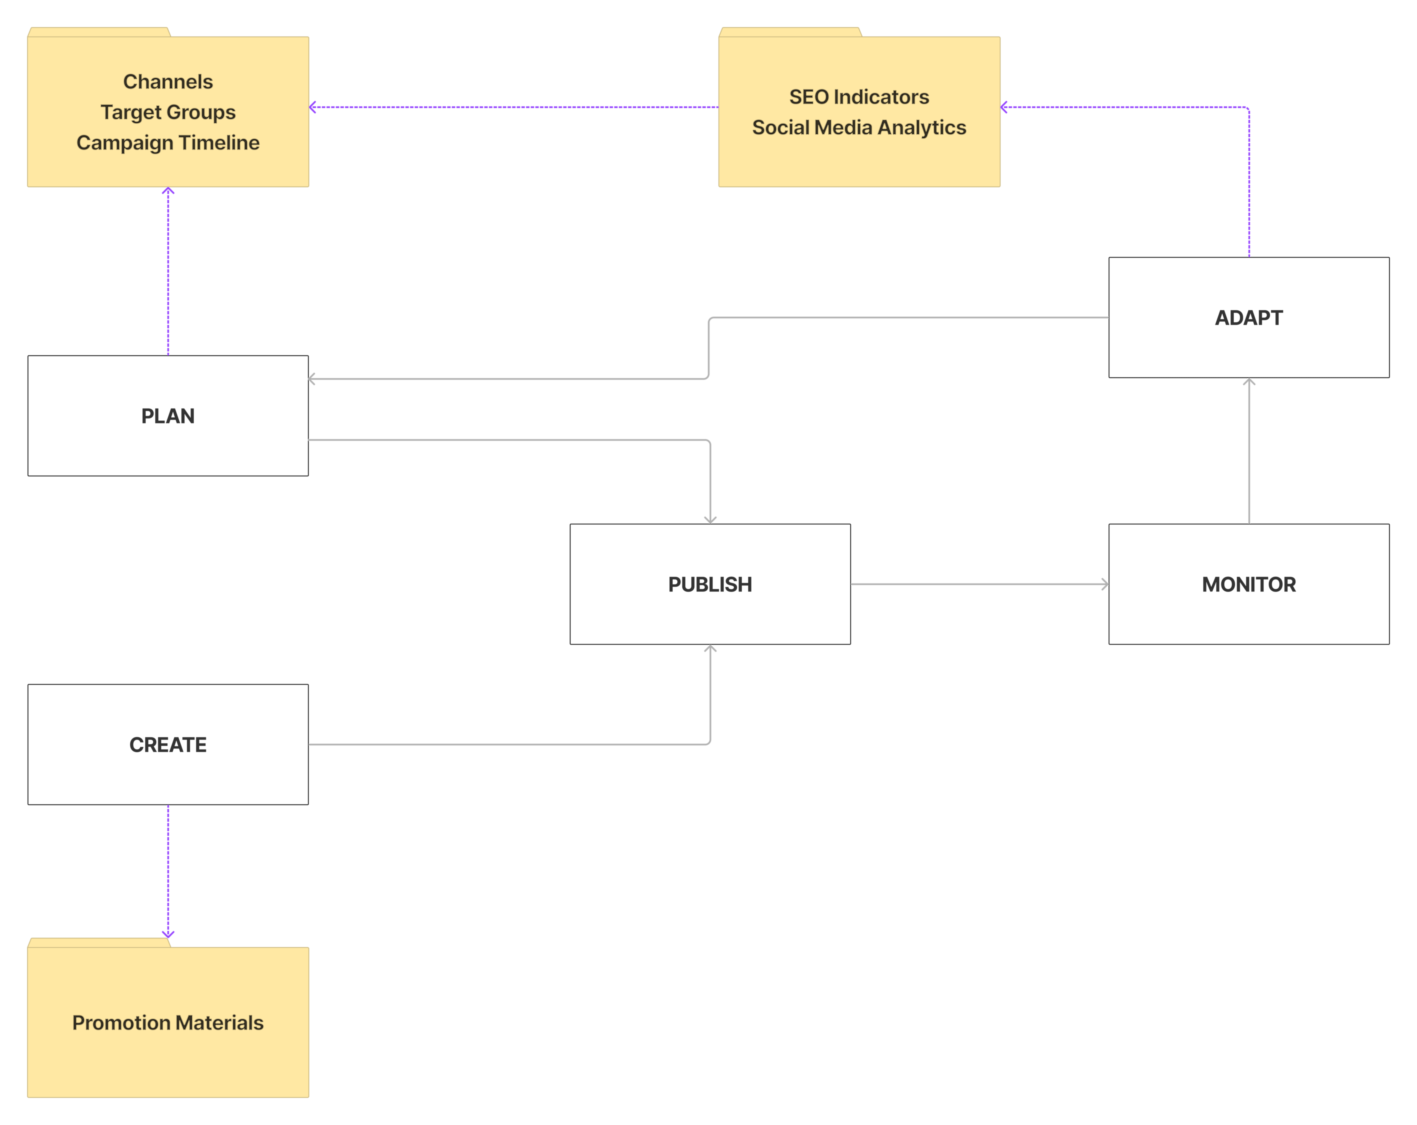 Channels
Target Groups
Campaign Timeline
SEO Indicators
Social Media Analytics
ADAPT
PLAN
PUBLISH
MONITOR
CREATE
Promotion Materials